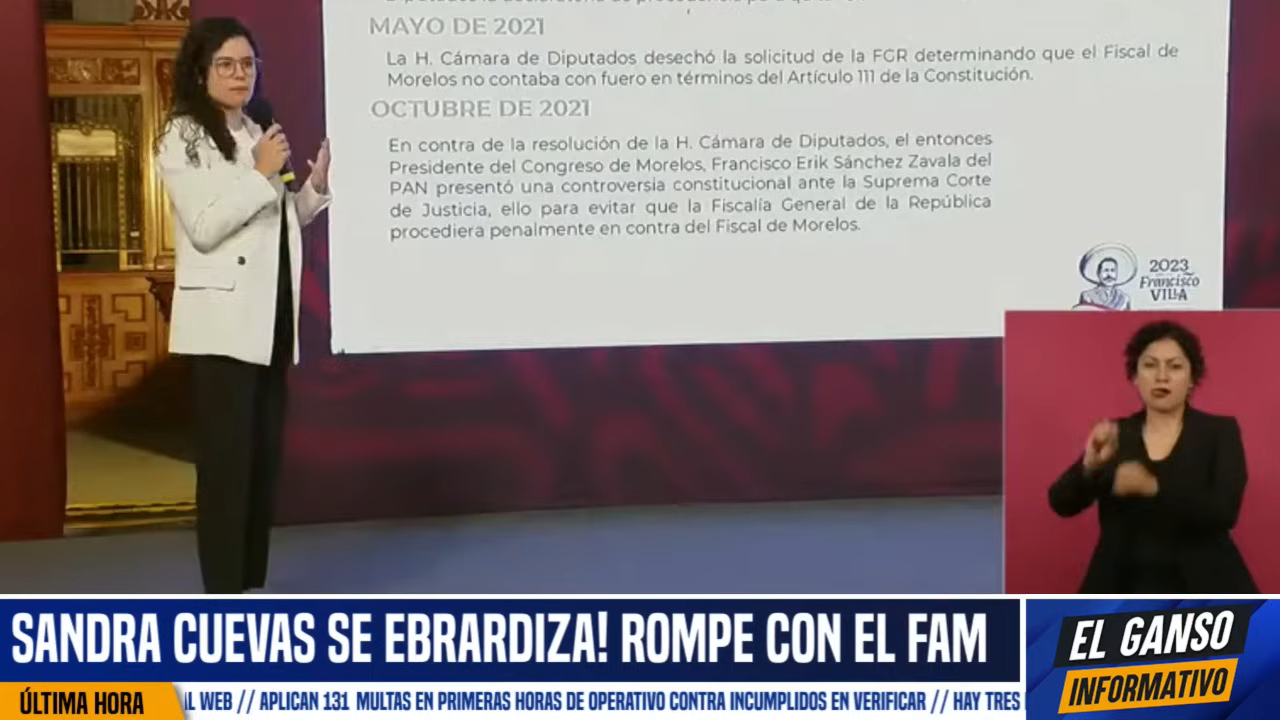 MAYO DE 2021
La H. Cámara de Diputados desechó la solicitud de la FGR determinando que el Fiscal de
Morelos no contaba con fuero en términos del Artículo 111 de la Constitución.
OCTUBRE DE 2021
En contra de la resolución de la H. Cámara de Diputados, el entonces
Presidente del Congreso de Morelos, Francisco Erik Sánchez Zavala del
PAN presentó una controversia constitucional ante la Suprema Corte
de Justicia, ello para evitar que la Fiscalía General de la República
procediera penalmente en contra del Fiscal de Morelos.
2023
Francisco
VILLA
SANDRA CUEVAS SE EBRARDIZA! ROMPE CON EL FAM
EL GANSO
INFORMATIVO
ÚLTIMA HORA
AL WEB // APLICAN 131 MULTAS EN PRIMERAS HORAS DE OPERATIVO CONTRA INCUMPLIDOS EN VERIFICAR // HAY TRES